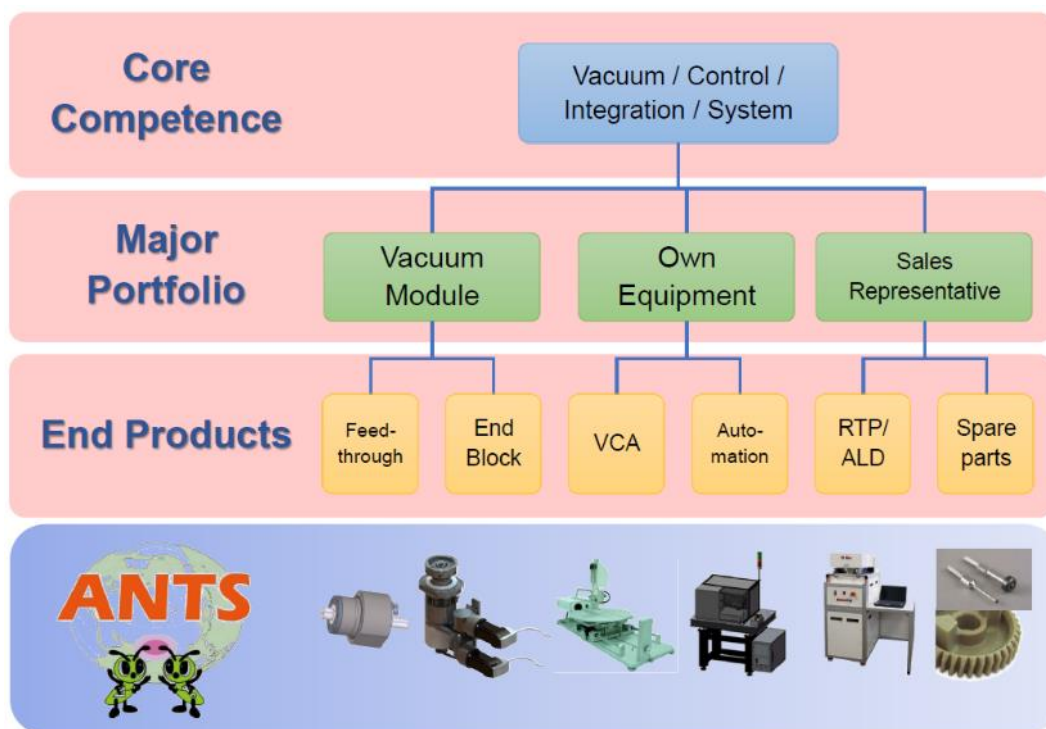 Core
Competence
Vacuum / Control /
Integration / System
Major
Portfolio
Vacuum
Module
Own
Equipment
Sales
Representative
End Products
Feed-
through
End
Block
VCA
Auto-
mation
RTP/
ALD
Spare
parts
ANTS